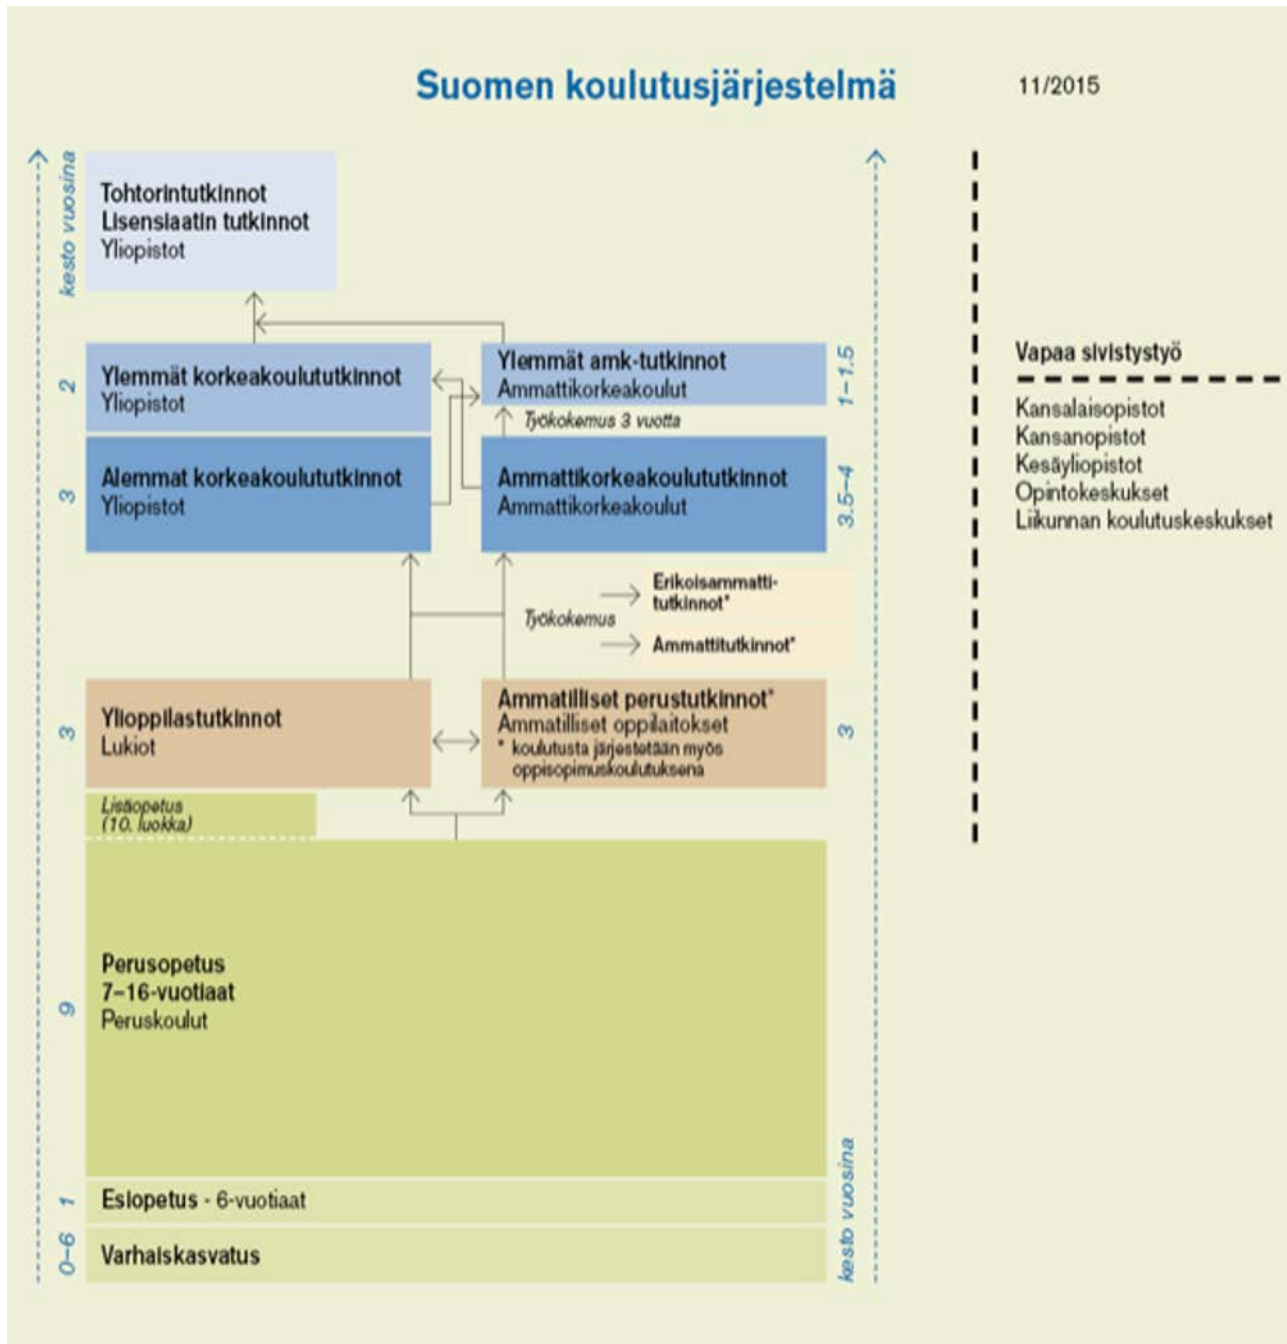 Suomen koulutusjärjestelmä
11/2015
kesto vuosina
Tohtorintutkinnot
Lisensiaatin tutkinnot
Yliopistot
2
Ylemmät korkeakoulututkinnot
Yliopistot
Ylemmät amk-tutkinnot
Ammattikorkeakoulut
1–1.5
Työkokemus 3 vuotta
3
Alemmat korkeakoulututkinnot
Yliopistot
Ammattikorkeakoulututkinnot
Ammattikorkeakoulut
3.5–4
Työkokemus
Erikoisammatti-
tutkinnot*
Ammattitutkinnot*
3
Ylioppilastutkinnot
Lukiot
Ammatilliset perustutkinnot*
Ammatilliset oppilaitokset
* koulutusta järjestetään myös
oppisopimuskoulutuksena
3
Lisäopetus
(10. luokka)
9
Perusopetus
7–16-vuotiaat
Peruskoulut
1
Esiopetus - 6-vuotiaat
0–6
Varhaiskasvatus
kesto vuosina
Vapaa sivistystyö
Kansalaisopistot
Kansanopistot
Kesäyliopistot
Opintokeskukset
Liikunnan koulutuskeskukset